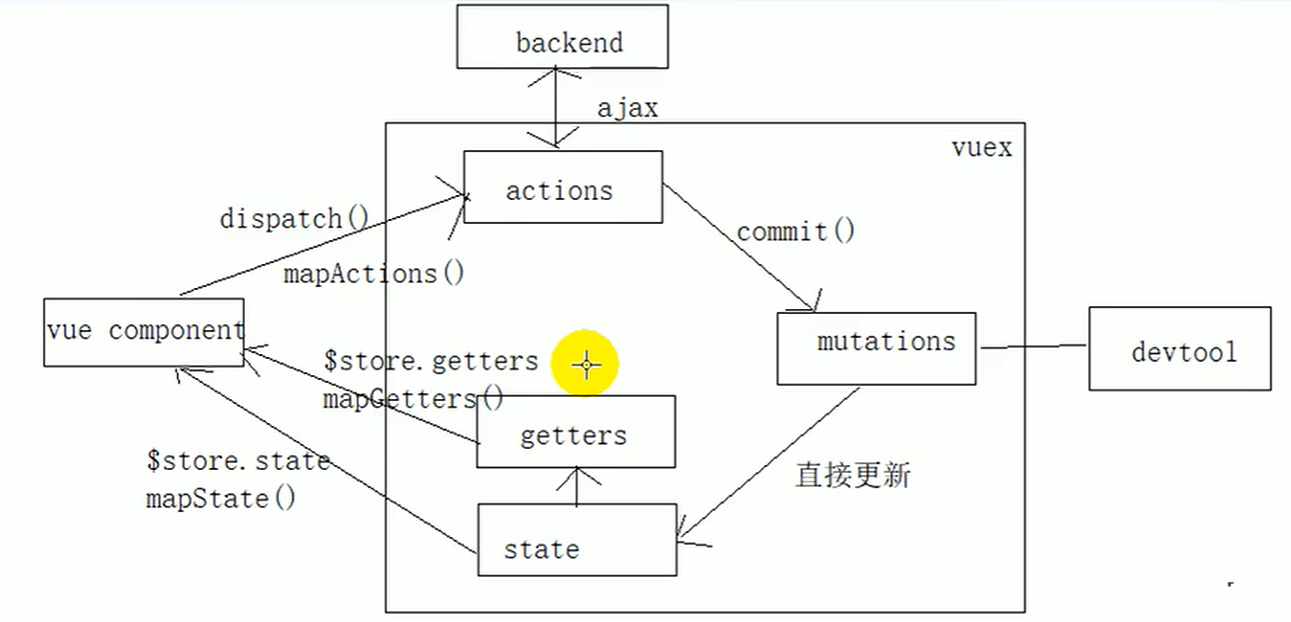 backend
ajax
vuex
actions
dispatch()
commit()
mapActions()
vue component
mutations
devtool
$store.getters
mapGetters()
getters
$store.state
mapState()
直接更新
state